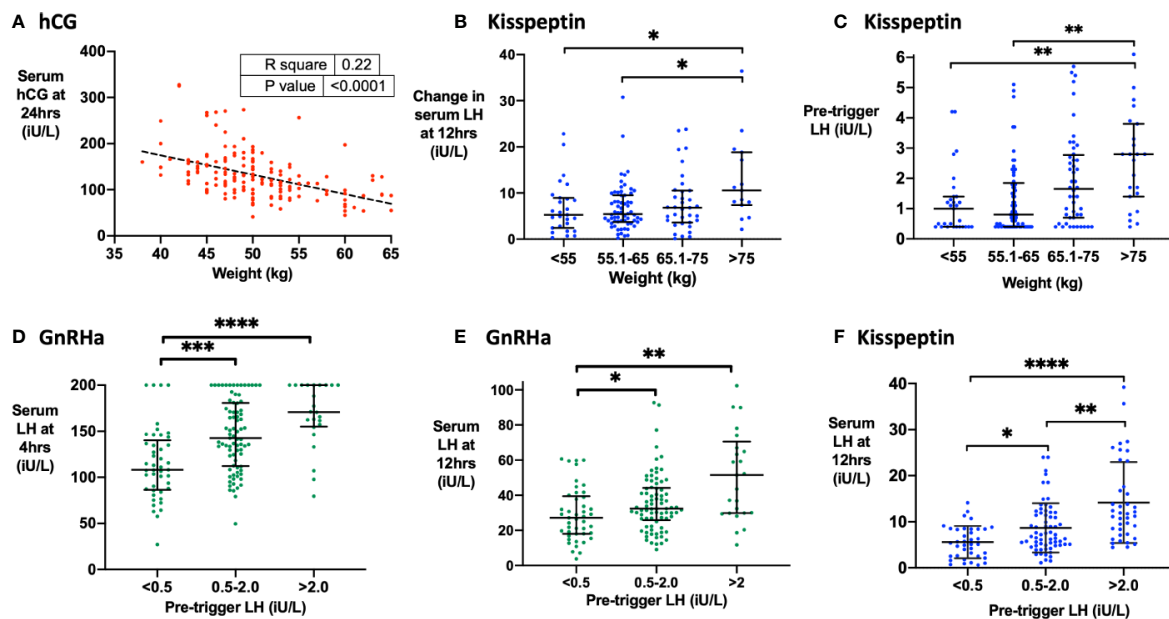 A hCG
Serum
hCG at
24hrs
(iU/L)
400
300
200
100
0
R square 0.22
P value <0.0001
35 40 45 50 55 60 65
Weight (kg)
B Kisspeptin
Change in
serum LH
at 12hrs
(iU/L)
40
30
20
10
0
*
*
<55 55.1-65 65.1-75 >75
Weight (kg)
C Kisspeptin
Pre-trigger
LH (iU/L)
6
5
4
3
2
1
0
**
**
<55 55.1-65 65.1-75 >75
Weight (kg)
D GnRHa
Serum
LH at
4hrs
(iU/L)
200
150
100
50
0
****
***
<0.5 0.5-2.0 >2.0
Pre-trigger LH (iU/L)
E GnRHa
Serum
LH at
12hrs
(iU/L)
100
80
60
40
20
0
**
*
<0.5 0.5-2.0 >2
Pre-trigger LH (iU/L)
F Kisspeptin
Serum
LH at
12hrs
(iU/L)
40
30
20
10
0
****
**
*
<0.5 0.5-2.0 >2.0
Pre-trigger LH (iU/L)